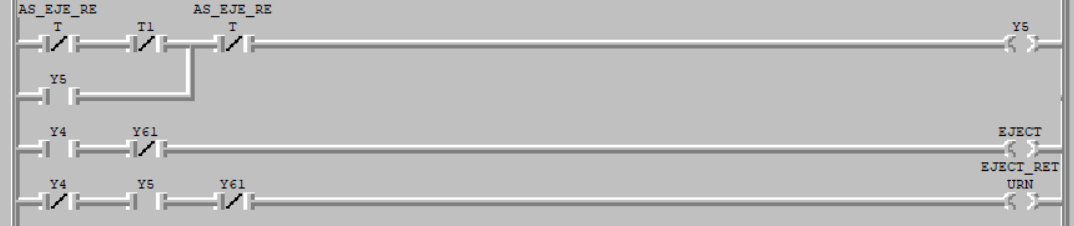 AS_EJE_RE AS_EJE_RE
T T1 T Y5
Y5
Y4 Y61 EJECT
EJECT_RET
Y4 Y5 Y61 URN